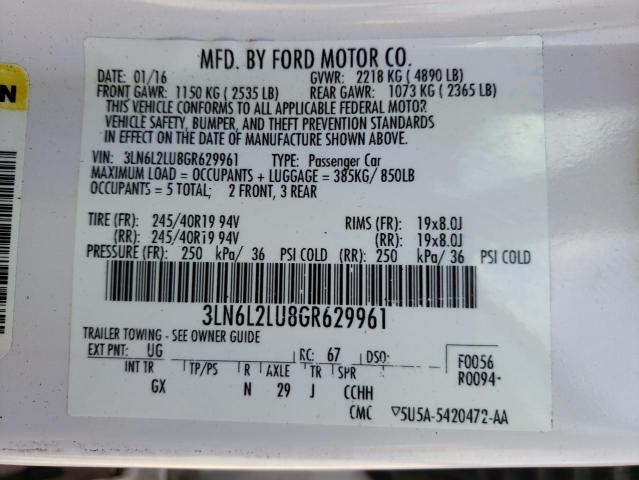 MFD. BY FORD MOTOR CO.
DATE: 01/16 GVWR: 2218 KG ( 4890 LB)
FRONT GAWR: 1150 KG ( 2535 LB) REAR GAWR: 1073 KG ( 2365 LB)
THIS VEHICLE CONFORMS TO ALL APPLICABLE FEDERAL MOTOR
VEHICLE SAFETY, BUMPER, AND THEFT PREVENTION STANDARDS
IN EFFECT ON THE DATE OF MANUFACTURE SHOWN ABOVE.
VIN: 3LN6L2LU8GR629961 TYPE: Passenger Car
MAXIMUM LOAD = OCCUPANTS + LUGGAGE = 385KG/ 850LB
OCCUPANTS = 5 TOTAL; 2 FRONT, 3 REAR
TIRE (FR): 245/40R19 94V RIMS (FR): 19x8.0J
(RR): 245/40R19 94V (RR): 19x8.0J
PRESSURE (FR): 250 kPa/ 36 PSI COLD (RR): 250 kPa/ 36 PSI COLD
3LN6L2LU8GR629961
TRAILER TOWING - SEE OWNER GUIDE
EXT PNT: UG RC: 67 DSO: F0056
INT TR TP/PS R AXLE TR SPR R0094-
GX N 29 J CCHH
CMC ▽5U5A-5420472-AA
N